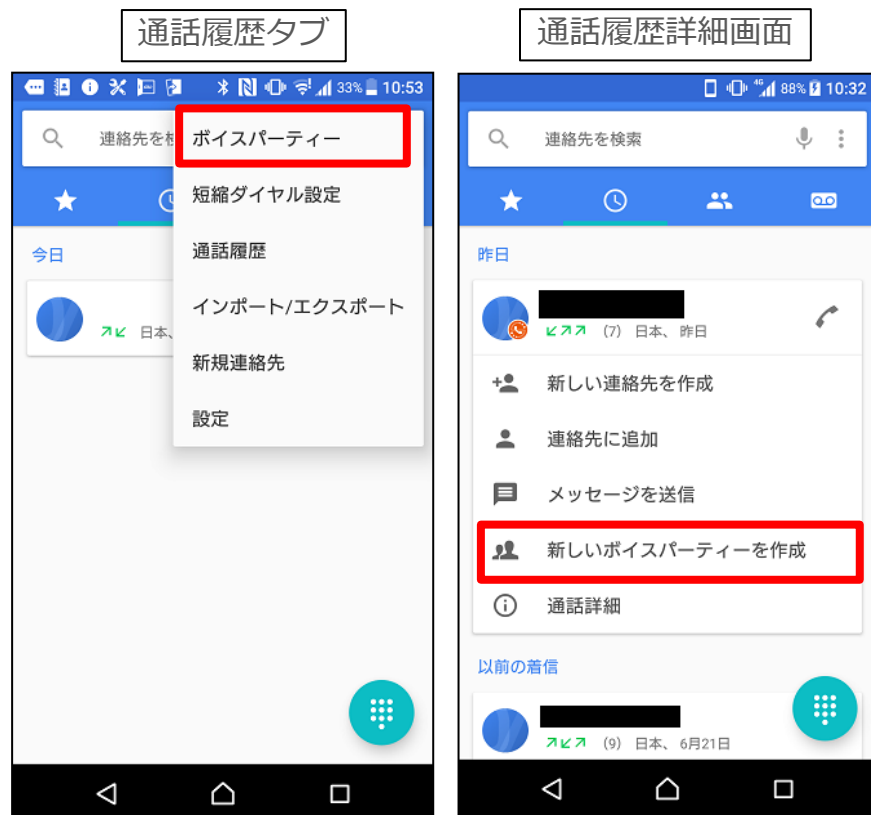 通話履歴タブ
33% 10:53
連絡先を検
ボイスパーティー
短縮ダイヤル設定
通話履歴
インポート/エクスポート
新規連絡先
設定
今日
日本、
通話履歴詳細画面
4G 88% 10:32
連絡先を検索
昨日
(7) 日本、昨日
新しい連絡先を作成
連絡先に追加
メッセージを送信
新しいボイスパーティーを作成
通話詳細
以前の着信
(9) 日本、6月21日